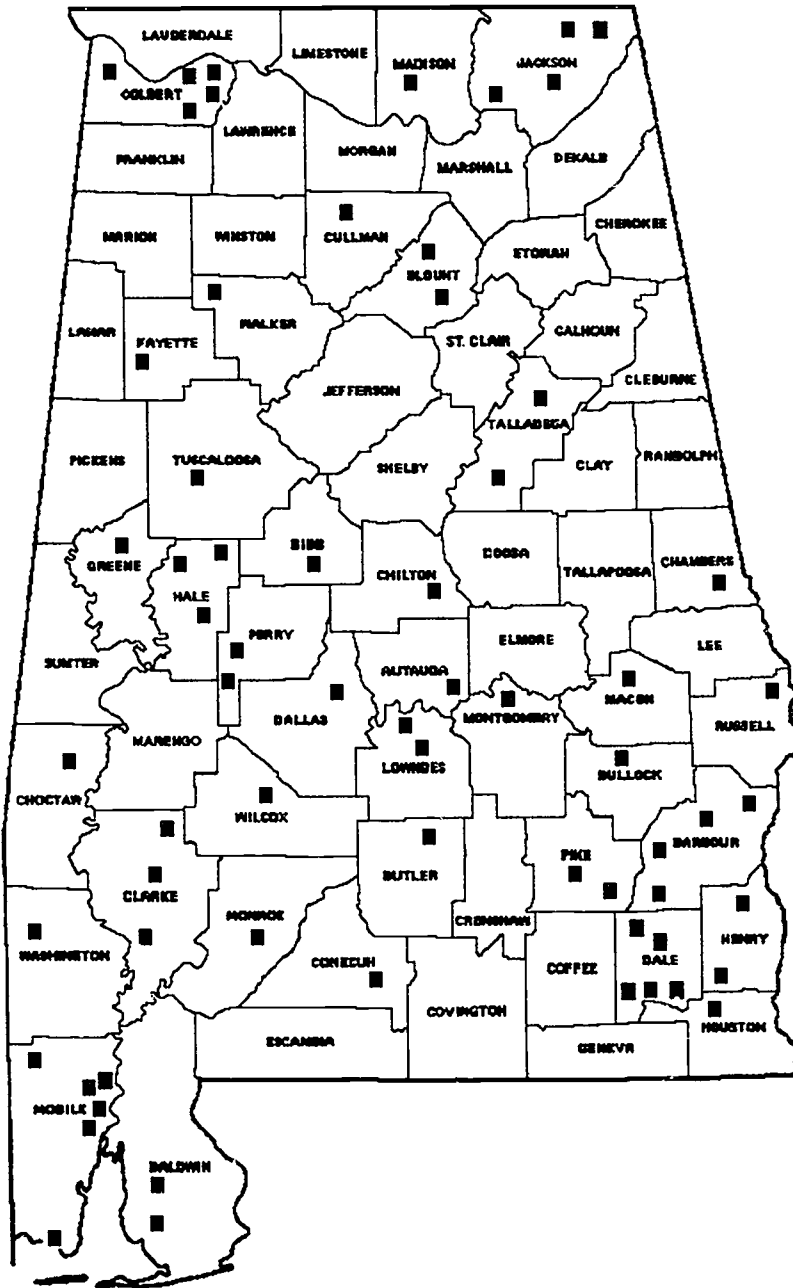 LAUDERDALE
LIMESTONE
MADISON
JACKSON
COLBERT
LAWRENCE
FRANKLIN
MORGAN
MARSHALL
DEKALB
MARION
WINSTON
CULLMAN
BLOUNT
ETOWAH
CHEROKEE
LAMAR
FAYETTE
WALKER
ST. CLAIR
CALHOUN
JEFFERSON
CLEBURNE
TALLADEGA
PICKENS
TUSCALOOSA
SHELBY
CLAY
RANDOLPH
GREENE
HALE
BIBB
CHILTON
COOSA
TALLAPOOSA
CHAMBERS
SUMTER
PERRY
AUTAUGA
ELMORE
LEE
MARENGO
DALLAS
LOWNDES
MONTGOMERY
MACON
RUSSELL
CHOCTAW
WILCOX
BULLOCK
CLARKE
BUTLER
PIKE
BARBOUR
MONROE
CRENSHAW
WASHINGTON
CONECUH
COFFEE
DALE
HENRY
COVINGTON
ESCAMBIA
GENEVA
HOUSTON
MOBILE
BALDWIN